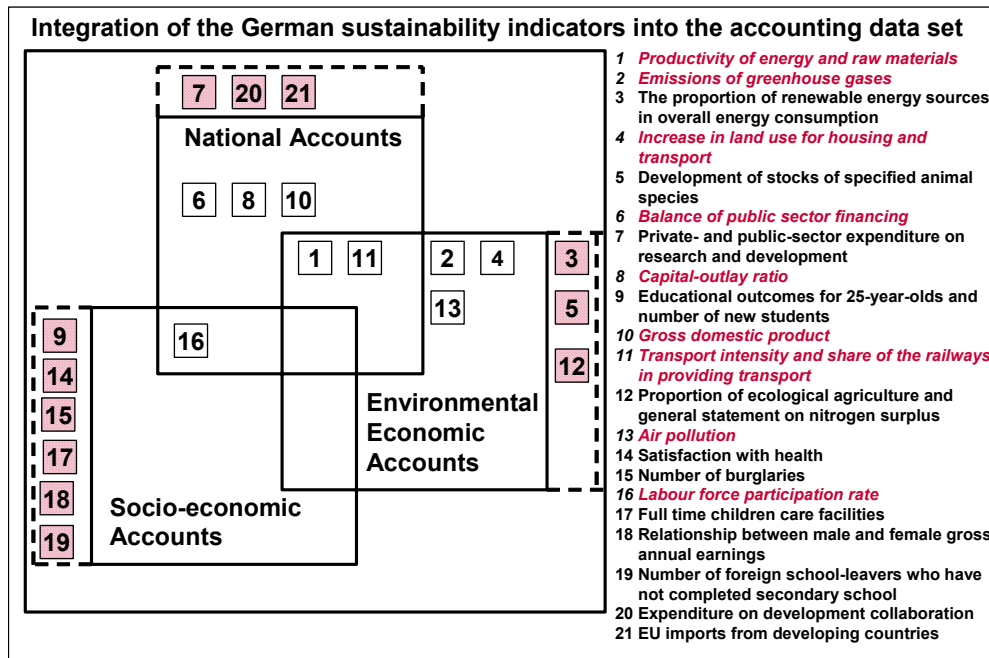 Integration of the German sustainability indicators into the accounting data set
7 20 21
National Accounts
6 8 10
1 11 2 4 3
13 5
9 16
14 12
15
17
18
19
Environmental
Economic
Accounts
Socio-economic
Accounts
1 Productivity of energy and raw materials
2 Emissions of greenhouse gases
3 The proportion of renewable energy sources
in overall energy consumption
4 Increase in land use for housing and
transport
5 Development of stocks of specified animal
species
6 Balance of public sector financing
7 Private- and public-sector expenditure on
research and development
8 Capital-outlay ratio
9 Educational outcomes for 25-year-olds and
number of new students
10 Gross domestic product
11 Transport intensity and share of the railways
in providing transport
12 Proportion of ecological agriculture and
general statement on nitrogen surplus
13 Air pollution
14 Satisfaction with health
15 Number of burglaries
16 Labour force participation rate
17 Full time children care facilities
18 Relationship between male and female gross
annual earnings
19 Number of foreign school-leavers who have
not completed secondary school
20 Expenditure on development collaboration
21 EU imports from developing countries